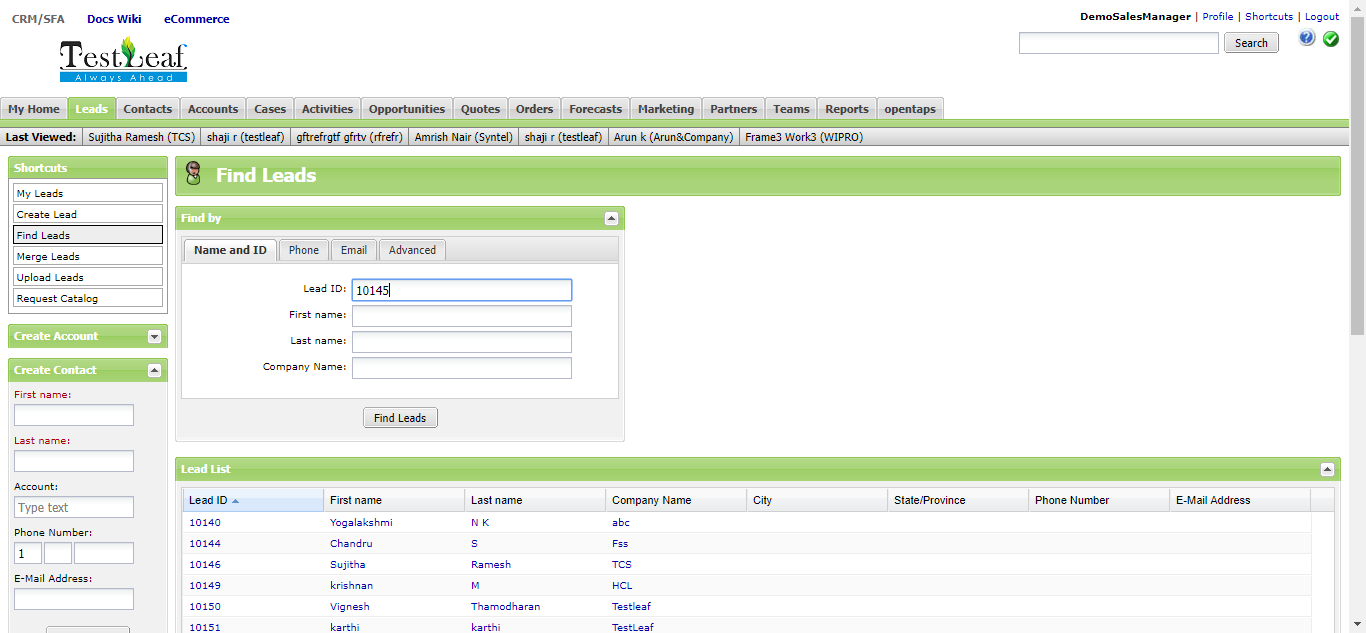 CRM/SFA Docs Wiki eCommerce
DemoSalesManager | Profile | Shortcuts | Logout
TestLeaf
Always Ahead
Search
My Home Leads Contacts Accounts Cases Activities Opportunities Quotes Orders Forecasts Marketing Partners Teams Reports opentaps
Last Viewed: Sujitha Ramesh (TCS) shaji r (testleaf) gftrefrgtf gfrtv (rfrefr) Amrish Nair (Syntel) shaji r (testleaf) Arun k (Arun&Company) Frame3 Work3 (WIPRO)
Shortcuts
My Leads
Create Lead
Find Leads
Merge Leads
Upload Leads
Request Catalog
Create Account
Create Contact
First name:
Last name:
Account:
Type text
Phone Number:
1
E-Mail Address:
Find Leads
Find by
Name and ID Phone Email Advanced
Lead ID: 10145
First name:
Last name:
Company Name:
Find Leads
Lead List
Lead ID First name Last name Company Name City State/Province Phone Number E-Mail Address
10140 Yogalakshmi N K abc
10144 Chandru S Fss
10146 Sujitha Ramesh TCS
10149 krishnan M HCL
10150 Vignesh Thamodharan Testleaf
10151 karthi karthi TestLeaf